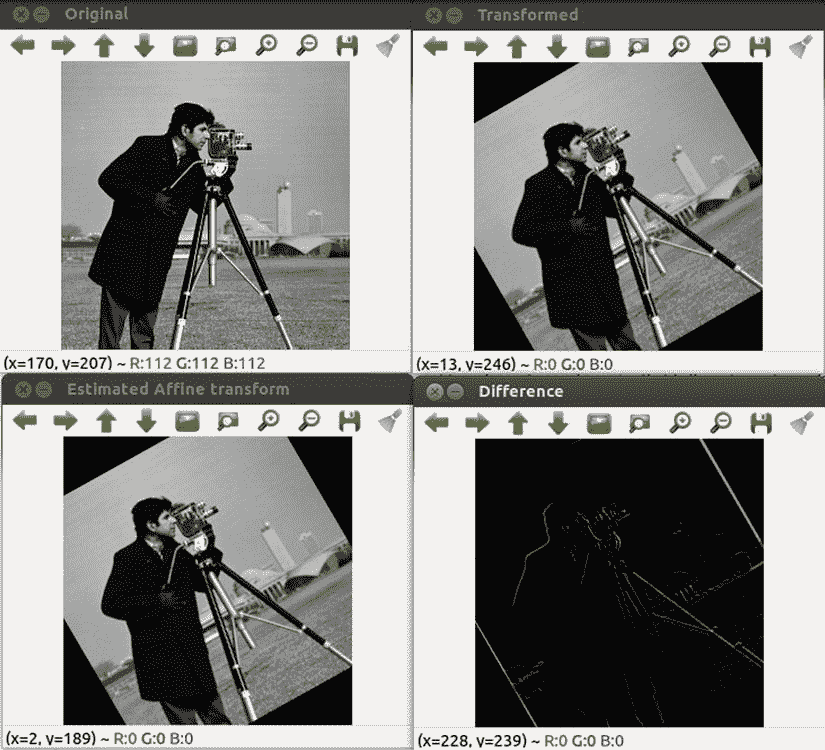 Original
Transformed
(x=170, y=207) ~ R:112 G:112 B:112
(x=13, y=246) ~ R:0 G:0 B:0
Estimated Affine transform
Difference
(x=2, y=189) ~ R:0 G:0 B:0
(x=228, y=239) ~ R:0 G:0 B:0